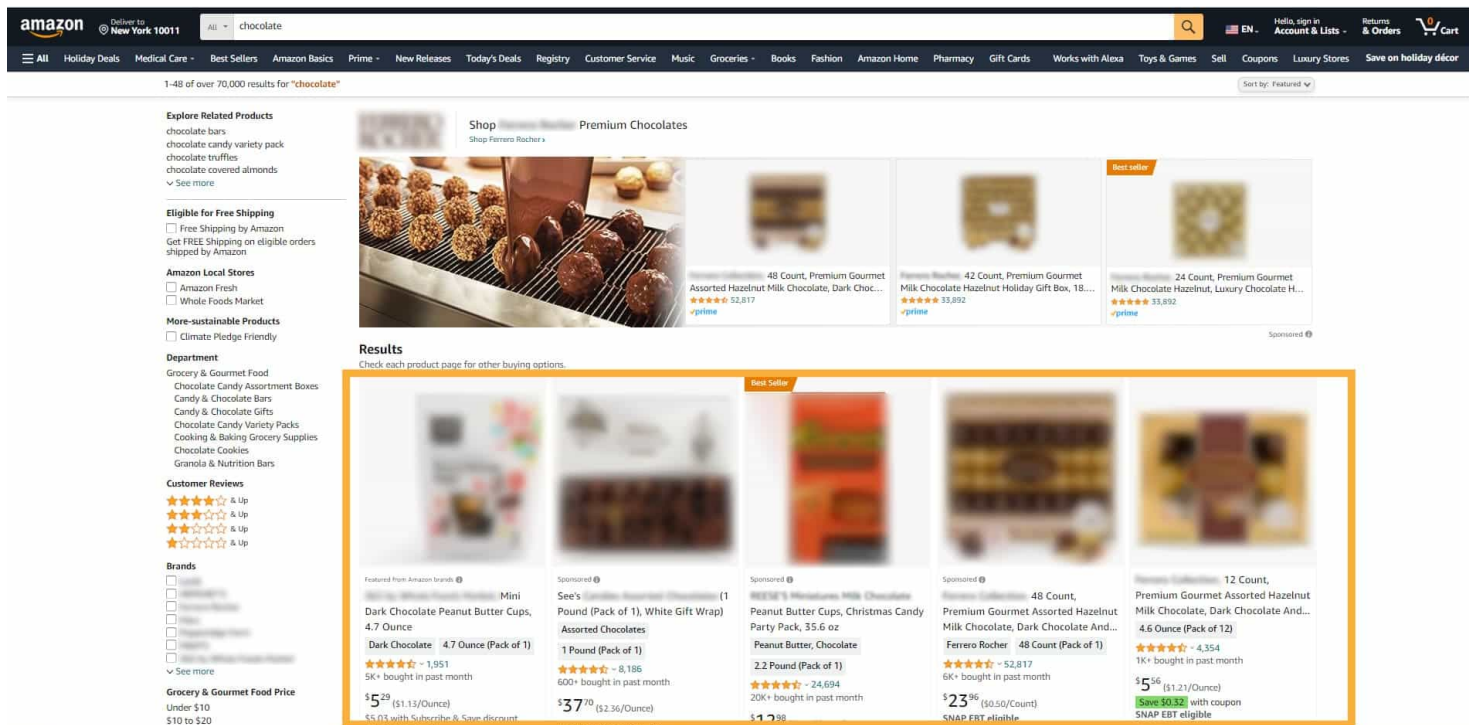 amazon
Deliver to
New York 10011
All
chocolate
EN
Hello, sign in
Account & Lists
Returns
& Orders
0
Cart
All
Holiday Deals
Medical Care
Best Sellers
Amazon Basics
Prime
New Releases
Today's Deals
Registry
Customer Service
Music
Groceries
Books
Fashion
Amazon Home
Pharmacy
Gift Cards
Works with Alexa
Toys & Games
Sell
Coupons
Luxury Stores
Save on holiday décor
1-48 of over 70,000 results for "chocolate"
Sort by: Featured
Explore Related Products
chocolate bars
chocolate candy variety pack
chocolate truffles
chocolate covered almonds
See more
Eligible for Free Shipping
Free Shipping by Amazon
Get FREE Shipping on eligible orders
shipped by Amazon
Amazon Local Stores
Amazon Fresh
Whole Foods Market
More-sustainable Products
Climate Pledge Friendly
Department
Grocery & Gourmet Food
Chocolate Candy Assortment Boxes
Candy & Chocolate Bars
Candy & Chocolate Gifts
Chocolate Candy Variety Packs
Cooking & Baking Grocery Supplies
Chocolate Cookies
Granola & Nutrition Bars
Customer Reviews
& Up
& Up
& Up
& Up
Brands
See more
Grocery & Gourmet Food Price
Under $10
$10 to $20
Shop Premium Chocolates
Shop Ferrero Rocher
48 Count, Premium Gourmet
Assorted Hazelnut Milk Chocolate, Dark Choc...
52,817
prime
42 Count, Premium Gourmet
Milk Chocolate Hazelnut Holiday Gift Box, 18....
33,892
prime
Best seller
24 Count, Premium Gourmet
Milk Chocolate Hazelnut, Luxury Chocolate H...
33,892
prime
Sponsored
Results
Check each product page for other buying options.
Featured from Amazon brands
Mini
Dark Chocolate Peanut Butter Cups,
4.7 Ounce
Dark Chocolate
4.7 Ounce (Pack of 1)
1,951
5K+ bought in past month
$5 29 ($1.13/Ounce)
$5.03 with Subscribe & Save discount
Sponsored
See's (1
Pound (Pack of 1), White Gift Wrap)
Assorted Chocolates
1 Pound (Pack of 1)
8,186
600+ bought in past month
$37 70 ($2.36/Ounce)
Best Seller
Sponsored
Peanut Butter Cups, Christmas Candy
Party Pack, 35.6 oz
Peanut Butter, Chocolate
2.2 Pound (Pack of 1)
24,694
20K+ bought in past month
$12 98
Sponsored
48 Count,
Premium Gourmet Assorted Hazelnut
Milk Chocolate, Dark Chocolate And...
Ferrero Rocher
48 Count (Pack of 1)
52,817
6K+ bought in past month
$23 96 ($0.50/Count)
SNAP EBT eligible
12 Count,
Premium Gourmet Assorted Hazelnut
Milk Chocolate, Dark Chocolate And...
4.6 Ounce (Pack of 12)
4,354
1K+ bought in past month
$5 56 ($1.21/Ounce)
Save $0.32 with coupon
SNAP EBT eligible